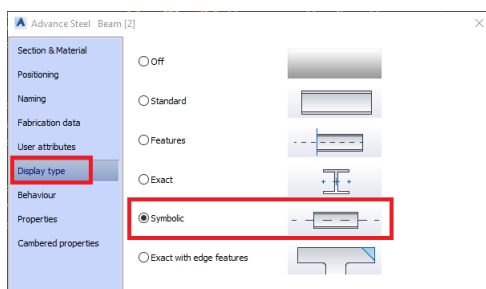 Advance Steel Beam [2]
Section & Material
Positioning
Naming
Fabrication data
User attributes
Display type
Behaviour
Properties
Cambered properties
Off
Standard
Features
Exact
Symbolic
Exact with edge features